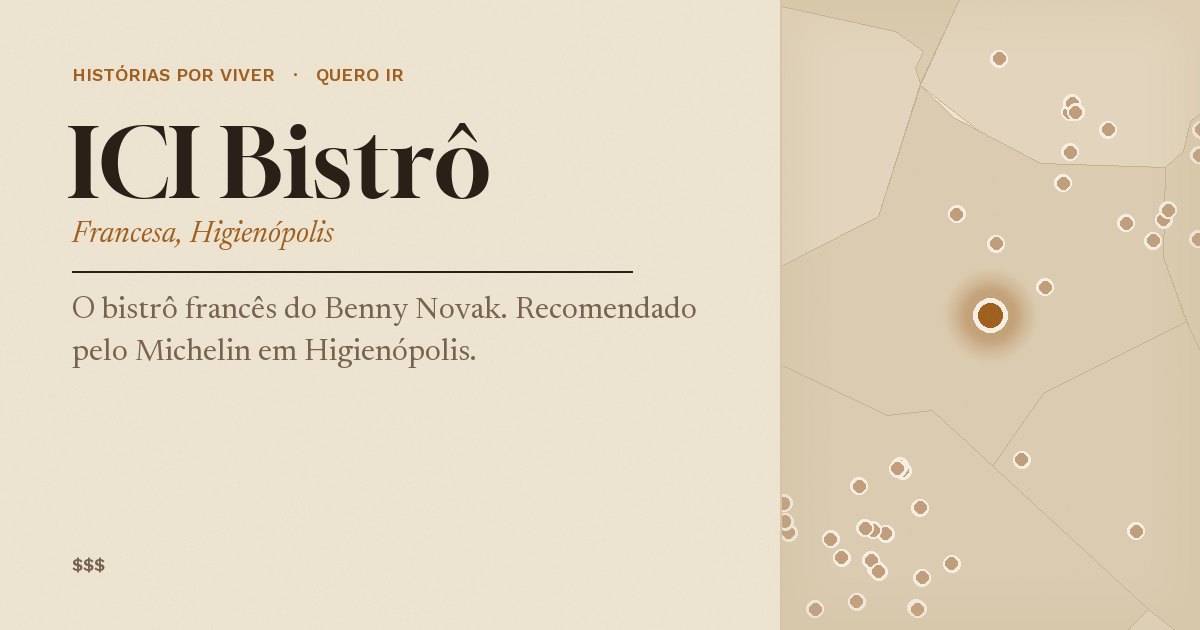 HISTÓRIAS POR VIVER · QUERO IR
ICI Bistrô
Francesa, Higienópolis
O bistrô francês do Benny Novak. Recomendado
pelo Michelin em Higienópolis.
$$$